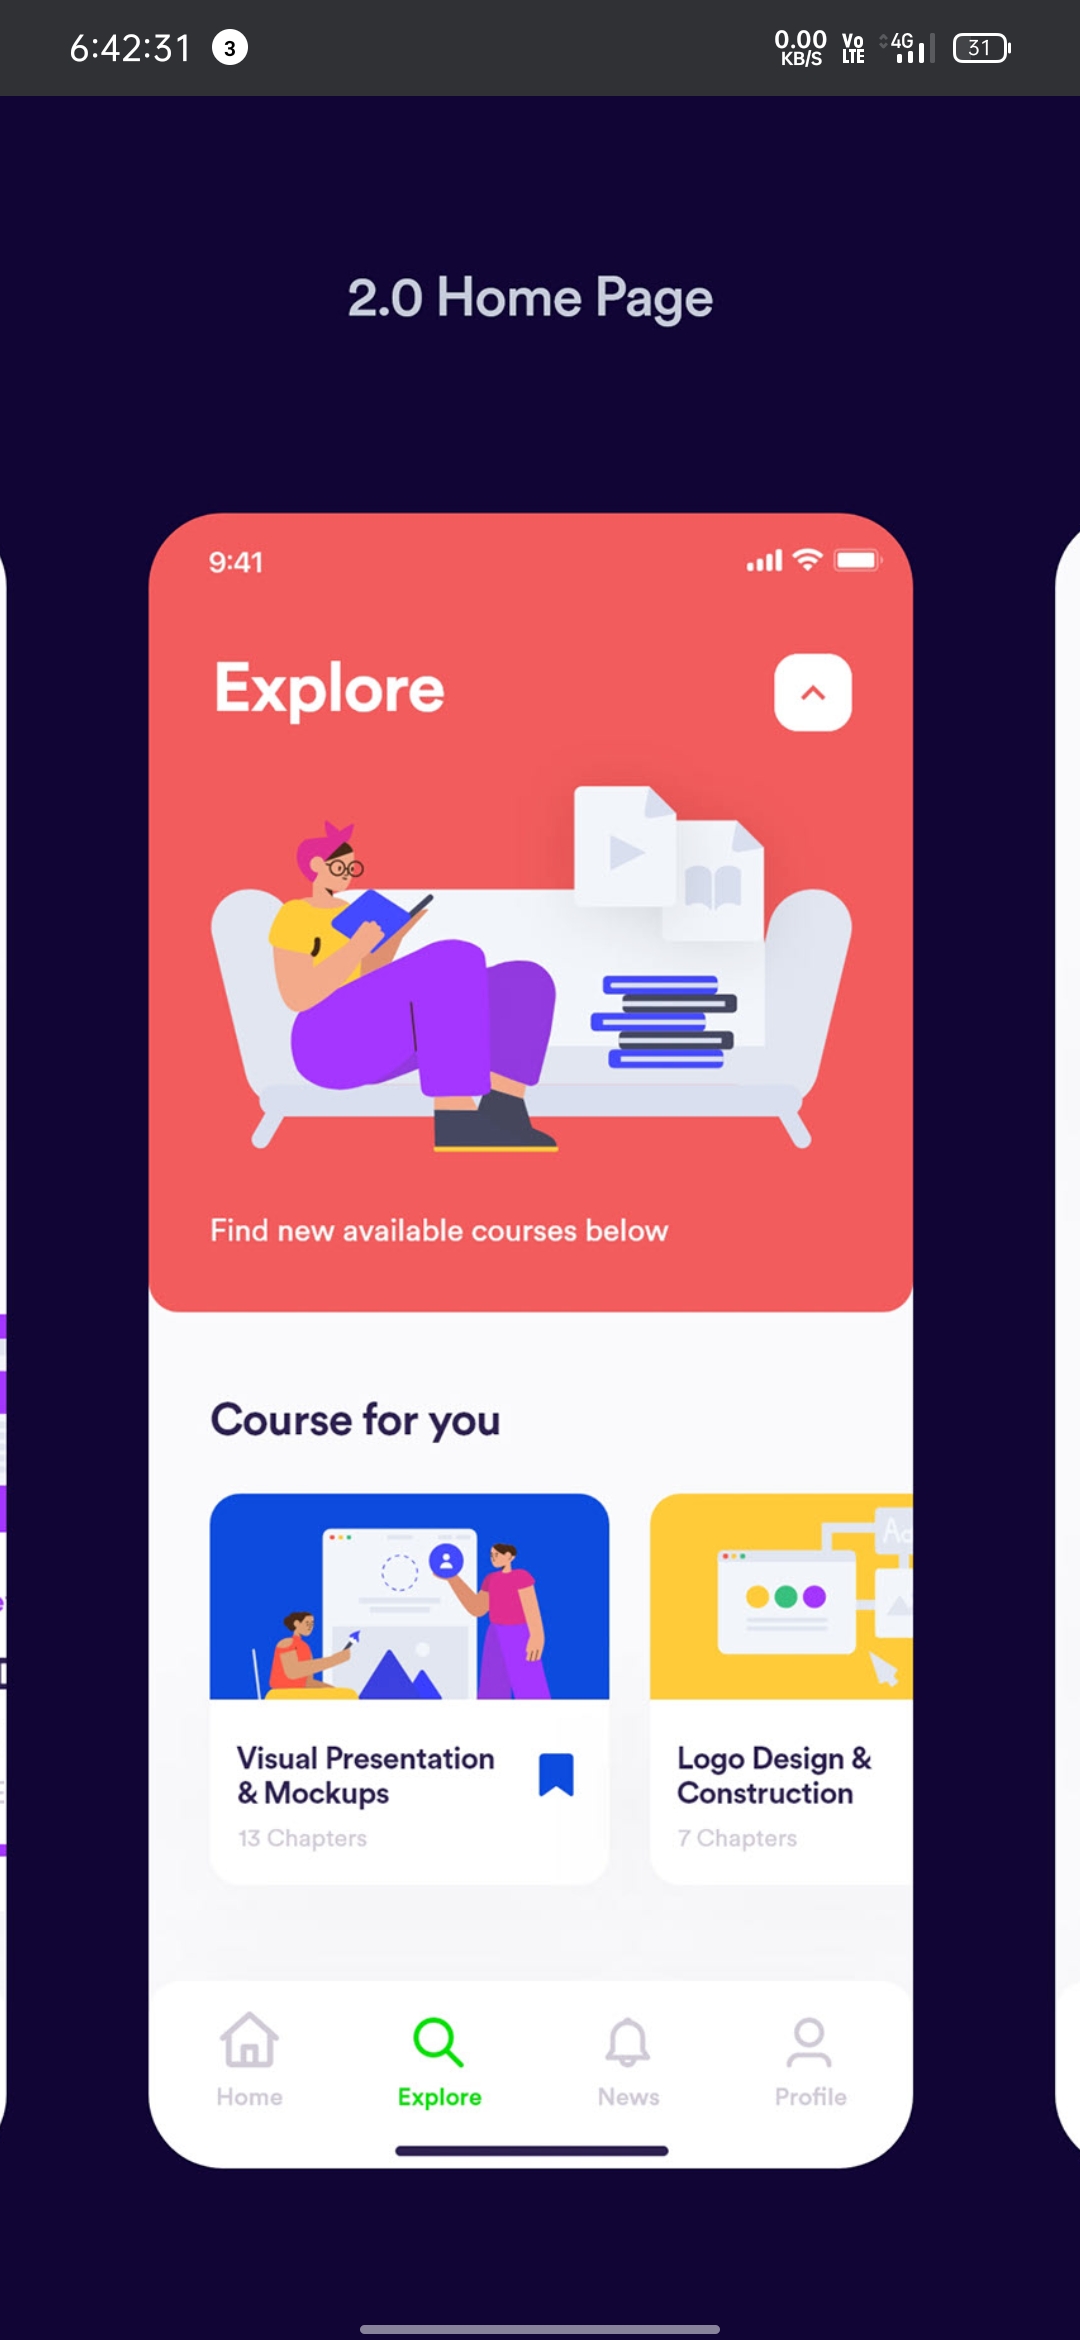 6:42:31 3 0.00 KB/S Vo LTE 4G 31
2.0 Home Page
9:41
Explore
Find new available courses below
Course for you
Visual Presentation
& Mockups
13 Chapters
Logo Design &
Construction
7 Chapters
Home Explore News Profile